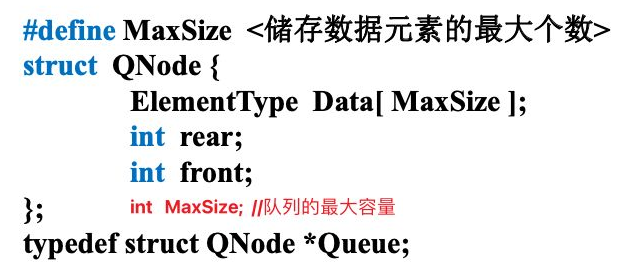 #define MaxSize <储存数据元素的最大个数>
struct QNode {
ElementType Data[ MaxSize ];
int rear;
int front;
}; int MaxSize; //队列的最大容量
typedef struct QNode *Queue;